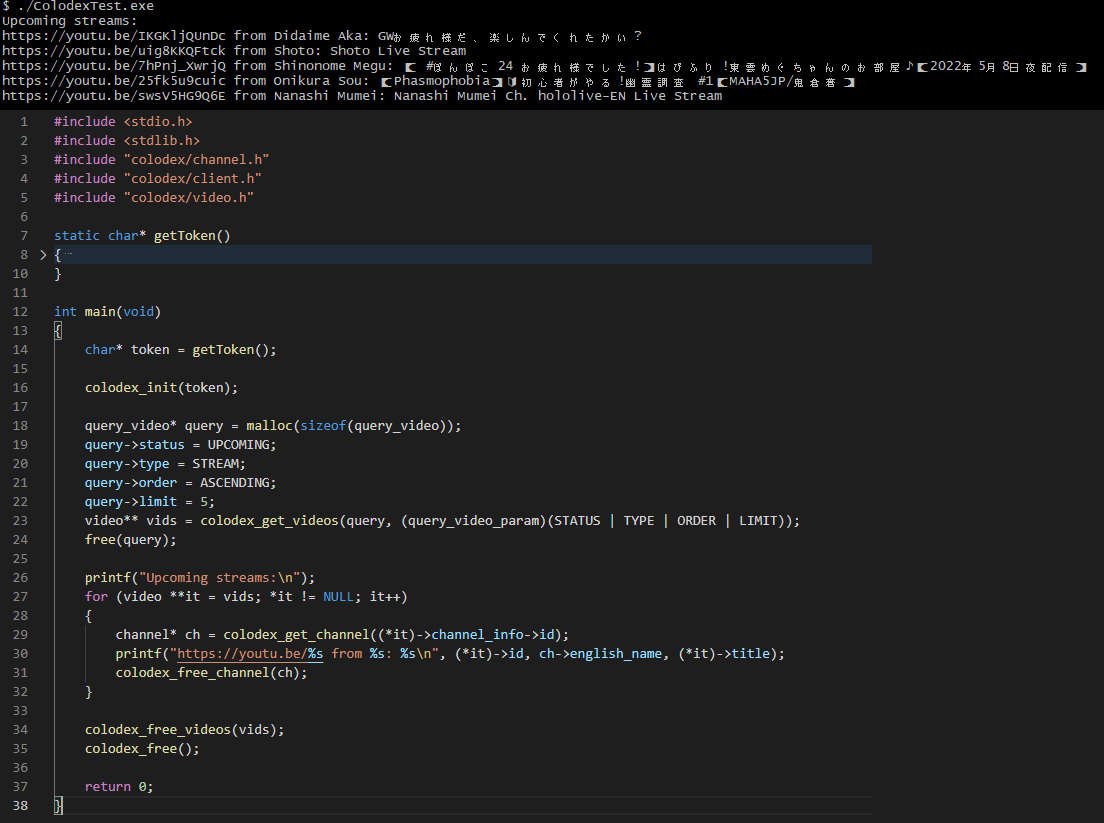 $ ./ColodexTest.exe
Upcoming streams:
https://youtu.be/IKGKljQUnDc from Didaime Aka: GWお疲れ様だ、楽しんでくれたかい？
https://youtu.be/uig8KKQFtck from Shoto: Shoto Live Stream
https://youtu.be/7hPnj_XwrjQ from Shinonome Megu: 【 #ぽんぽこ24お疲れ様でした！】はぴふり！東雲めぐちゃんのお部屋♪【2022年 5月 8日夜配信】
https://youtu.be/25fk5u9cuic from Onikura Sou: 【Phasmophobia】🔰初心者がやる！幽霊調査 #1【MAHA5JP/鬼倉蒼】
https://youtu.be/swsV5HG9Q6E from Nanashi Mumei: Nanashi Mumei Ch. hololive-EN Live Stream
1 #include <stdio.h>
2 #include <stdlib.h>
3 #include "colodex/channel.h"
4 #include "colodex/client.h"
5 #include "colodex/video.h"
6
7 static char* getToken()
8 > { ⋯
10 }
11
12 int main(void)
13 {
14 char* token = getToken();
15
16 colodex_init(token);
17
18 query_video* query = malloc(sizeof(query_video));
19 query->status = UPCOMING;
20 query->type = STREAM;
21 query->order = ASCENDING;
22 query->limit = 5;
23 video** vids = colodex_get_videos(query, (query_video_param)(STATUS | TYPE | ORDER | LIMIT));
24 free(query);
25
26 printf("Upcoming streams:\n");
27 for (video **it = vids; *it != NULL; it++)
28 {
29 channel* ch = colodex_get_channel((*it)->channel_info->id);
30 printf("https://youtu.be/%s from %s: %s\n", (*it)->id, ch->english_name, (*it)->title);
31 colodex_free_channel(ch);
32 }
33
34 colodex_free_videos(vids);
35 colodex_free();
36
37 return 0;
38 }